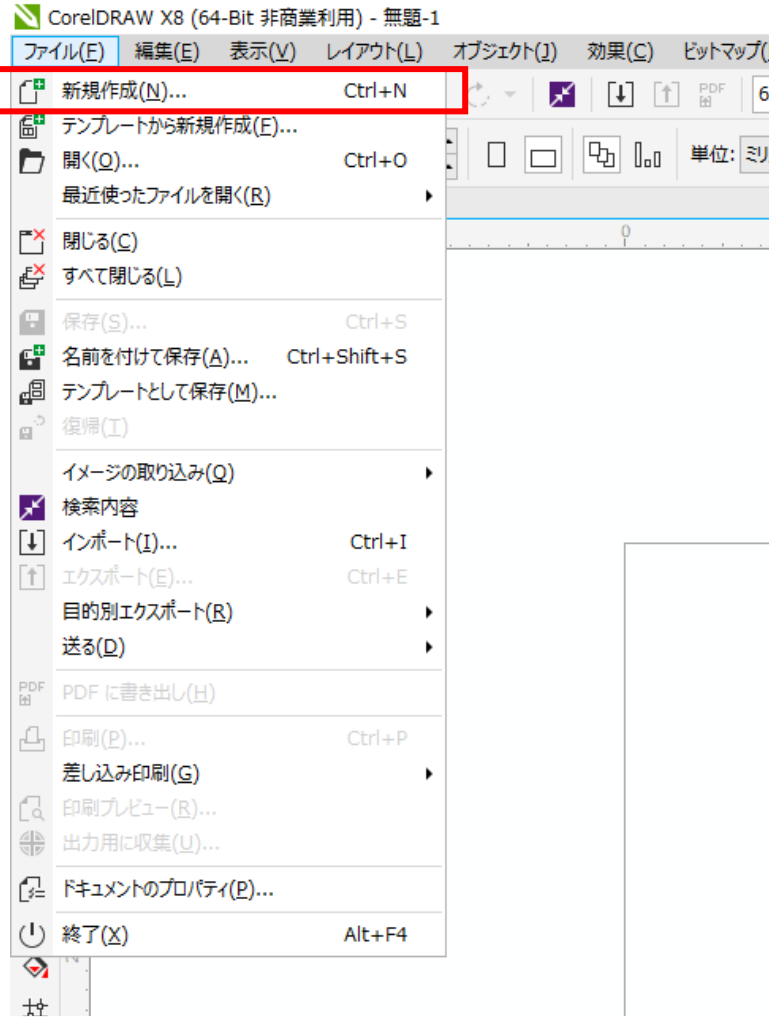 CorelDRAW X8 (64-Bit 非商業利用) - 無題-1
ファイル(F) 編集(E) 表示(V) レイアウト(L) オブジェクト(J) 効果(C) ビットマップ(
新規作成(N)... Ctrl+N
PDF 6
テンプレートから新規作成(F)...
開く(O)... Ctrl+O
単位: ミリ
最近使ったファイルを開く(R)
0
閉じる(C)
すべて閉じる(L)
保存(S)... Ctrl+S
名前を付けて保存(A)... Ctrl+Shift+S
テンプレートとして保存(M)...
復帰(T)
イメージの取り込み(Q)
検索内容
インポート(I)... Ctrl+I
エクスポート(E)... Ctrl+E
目的別エクスポート(R)
送る(D)
PDF PDF に書き出し(H)
印刷(P)... Ctrl+P
差し込み印刷(G)
印刷プレビュー(R)...
出力用に収集(U)...
ドキュメントのプロパティ(P)...
終了(X) Alt+F4